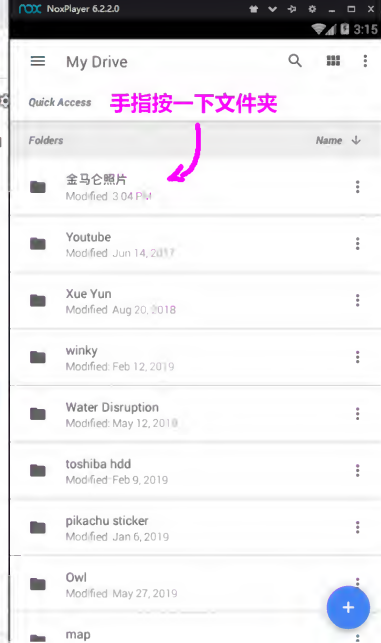 nox NoxPlayer 6.2.2.0
3:15
My Drive
Quick Access
手指按一下文件夹
Folders
Name
金马仑照片
Modified: 3:04 PM
Youtube
Modified: Jun 14, 2017
Xue Yun
Modified: Aug 20, 2018
winky
Modified: Feb 12, 2019
Water Disruption
Modified: May 12, 2018
toshiba hdd
Modified: Feb 9, 2019
pikachu sticker
Modified: Jan 6, 2019
Owl
Modified: May 27, 2019
map